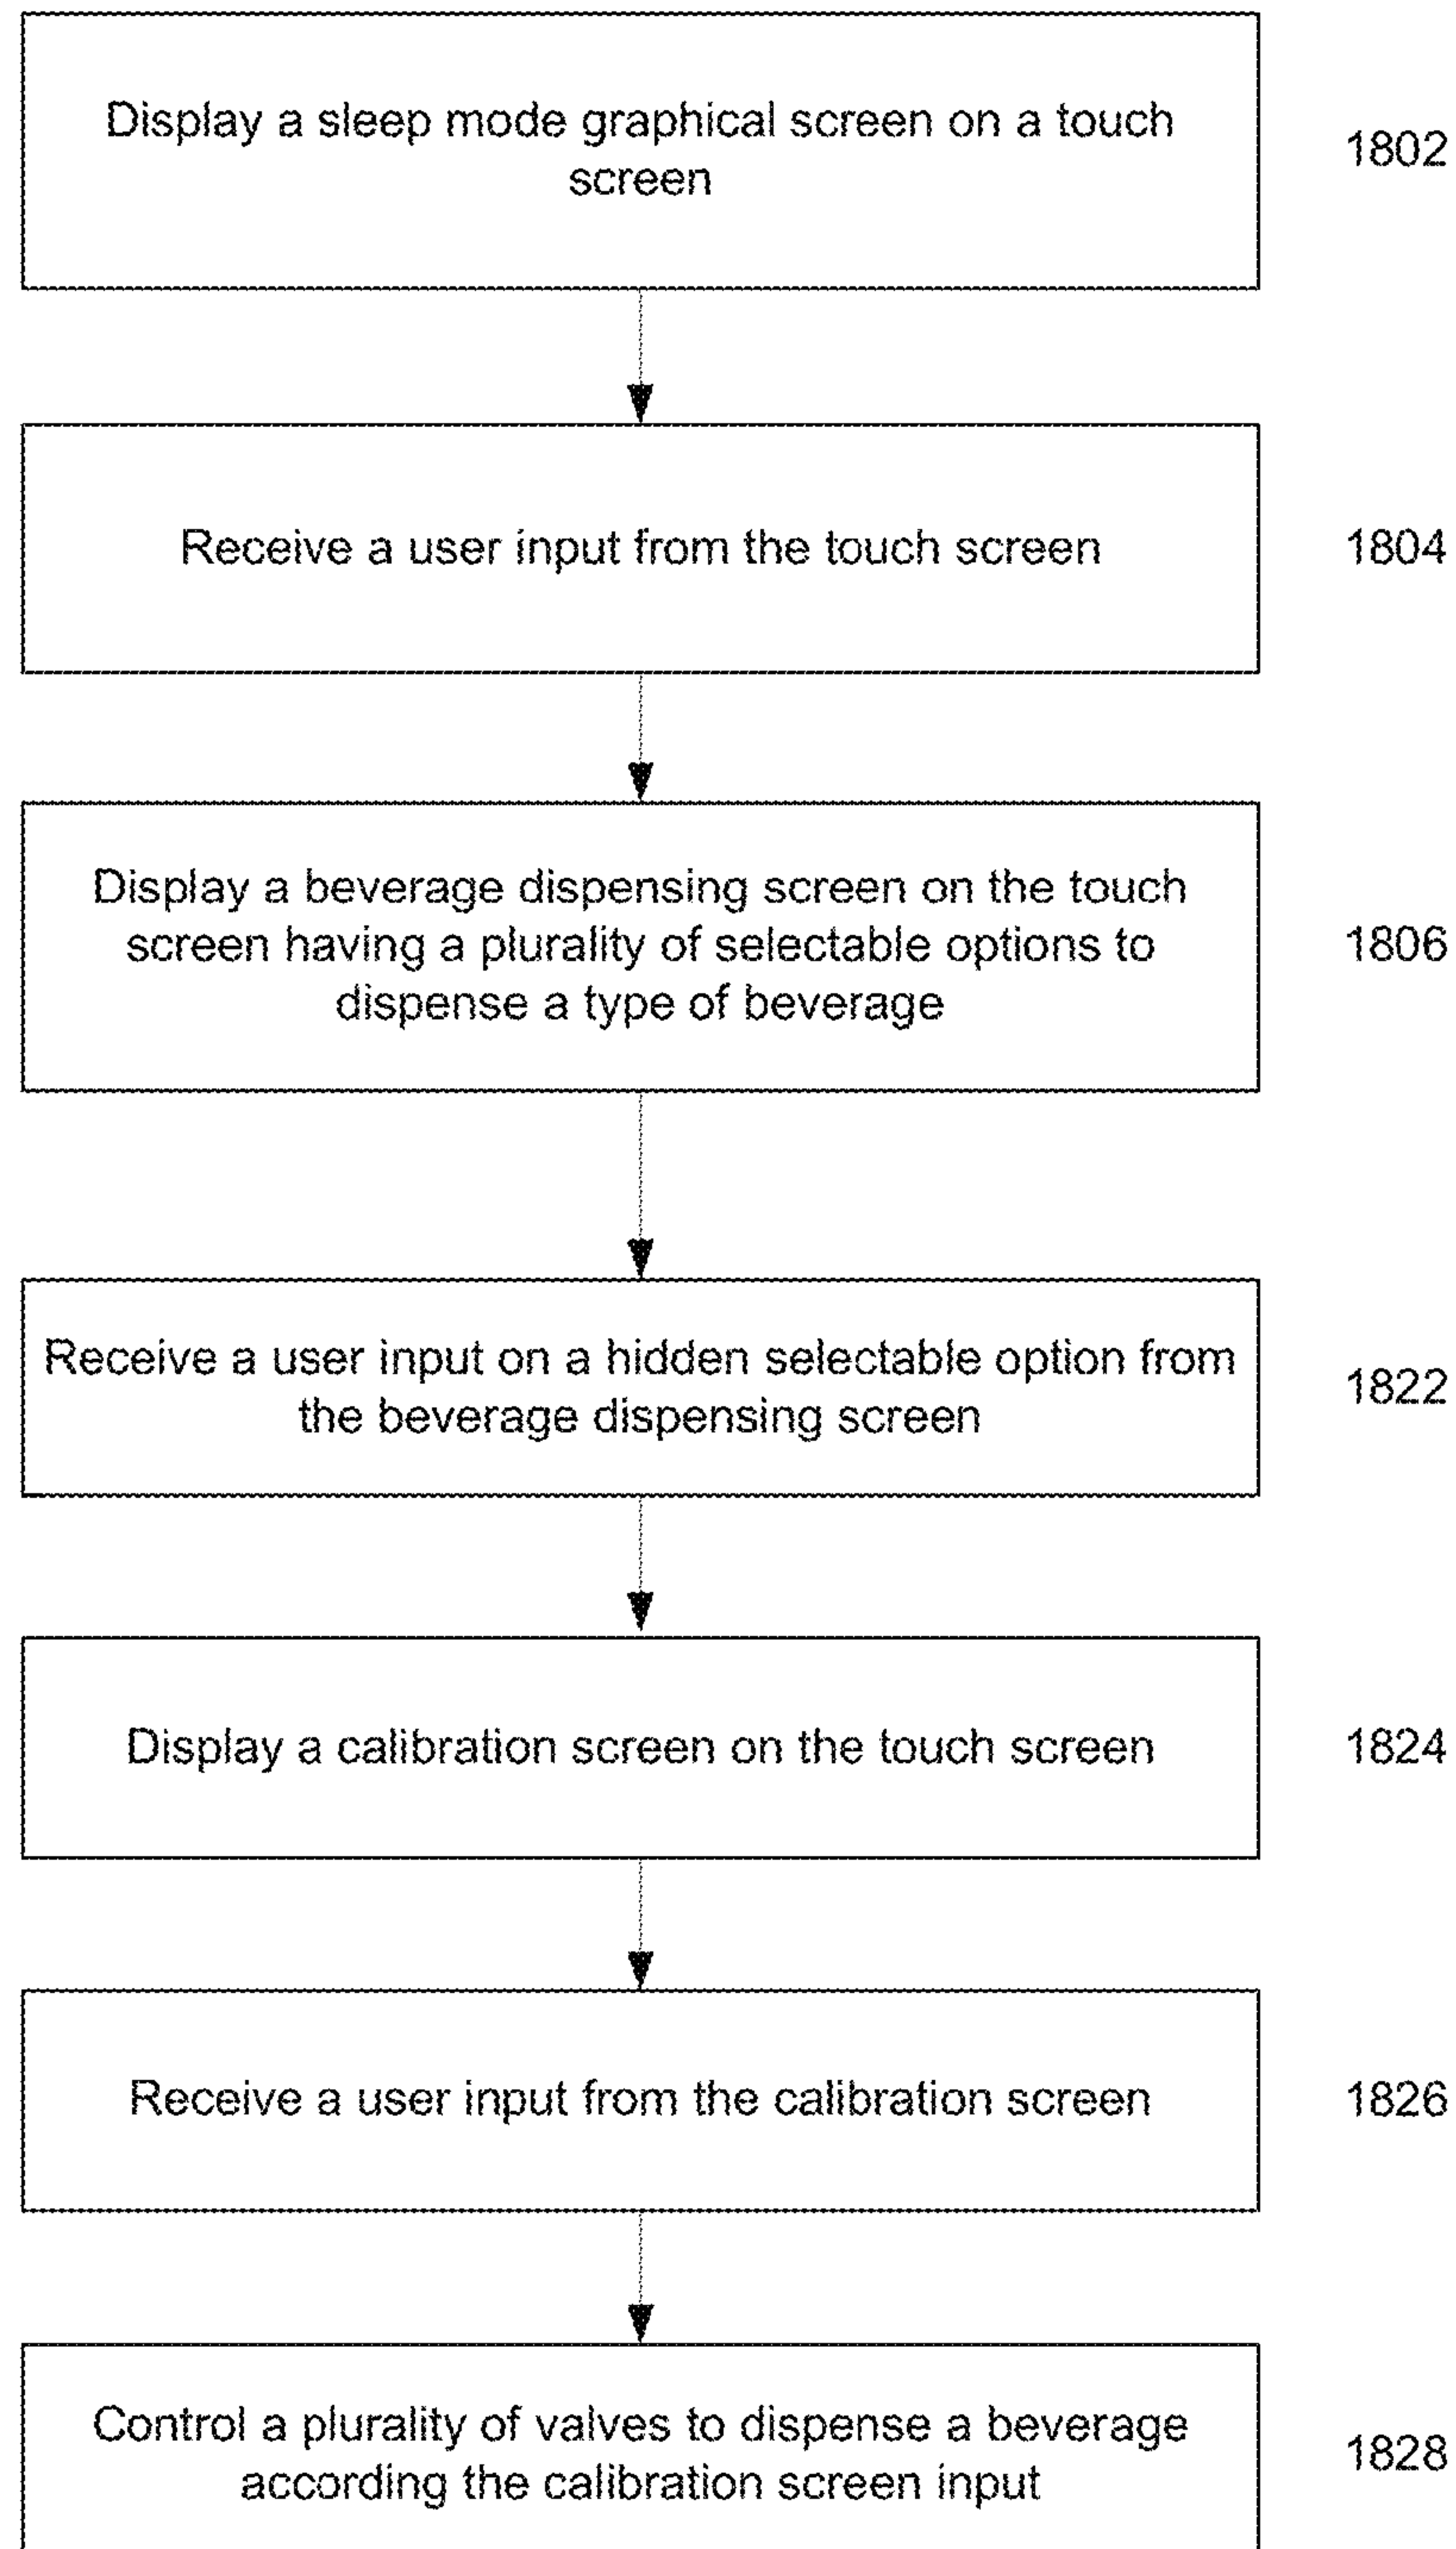 Display a sleep mode graphical screen on a touch
screen
1802
Receive a user input from the touch screen
1804
Display a beverage dispensing screen on the touch
screen having a plurality of selectable options to
dispense a type of beverage
1806
Receive a user input on a hidden selectable option from
the beverage dispensing screen
1822
Display a calibration screen on the touch screen
1824
Receive a user input from the calibration screen
1826
Control a plurality of valves to dispense a beverage
according the calibration screen input
1828